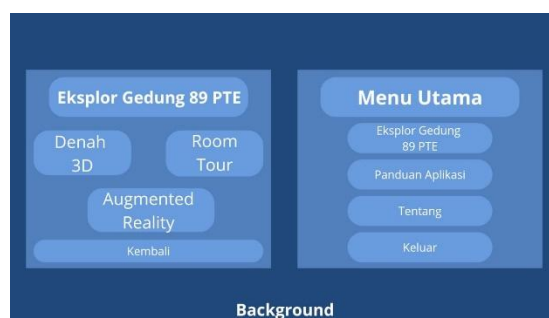 Eksplor Gedung 89 PTE
Denah
3D
Room
Tour
Augmented
Reality
Kembali
Menu Utama
Eksplor Gedung
89 PTE
Panduan Aplikasi
Tentang
Keluar
Background